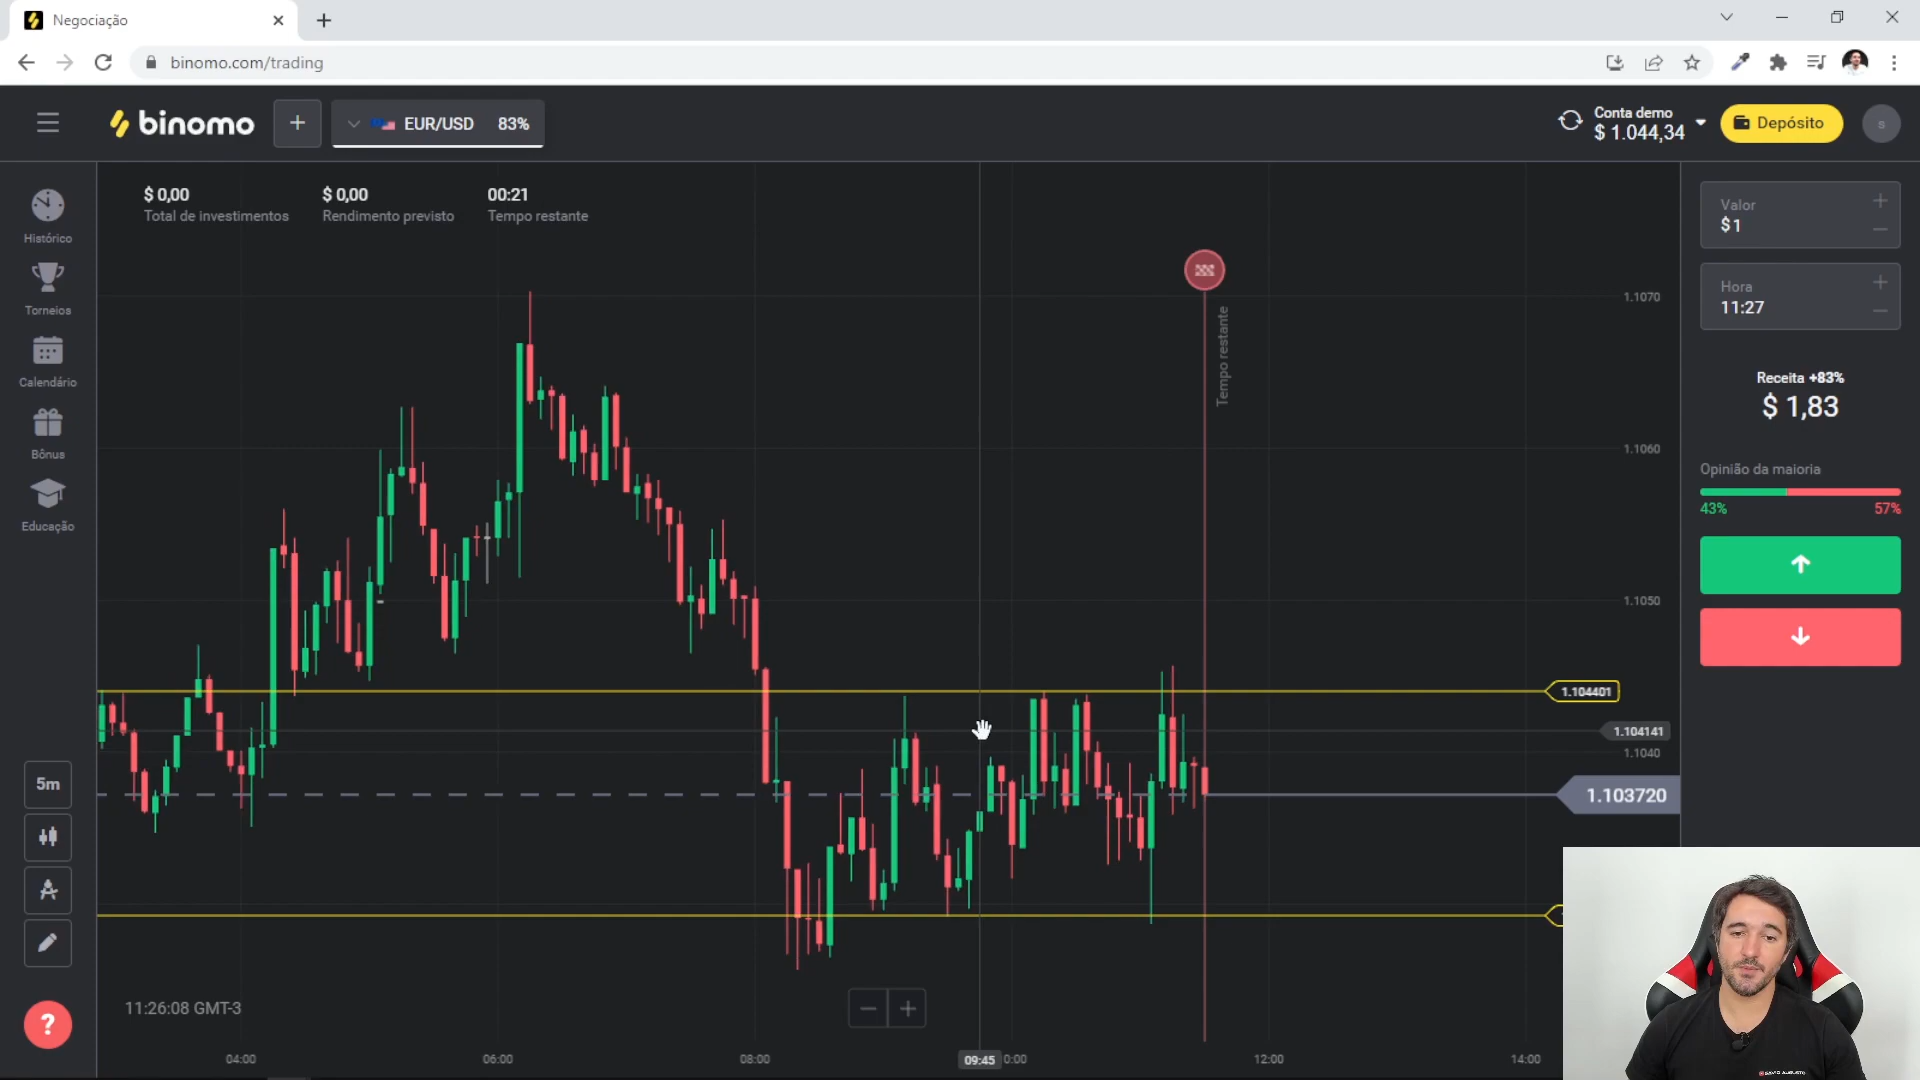 Negociação
binomo.com/trading
binomo
EUR/USD 83%
Conta demo
$ 1.044,34
Depósito
s
$ 0,00
Total de investimentos
$ 0,00
Rendimento previsto
00:21
Tempo restante
Histórico
Torneios
Calendário
Bônus
Educação
5m
?
Tempo restante
1.1070
1.1060
1.1050
1.104401
1.104141
1.1040
1.103720
Valor
$ 1
Hora
11:27
Receita +83%
$ 1,83
Opinião da maioria
43% 57%
11:26:08 GMT-3
04:00
06:00
08:00
09:45
0:00
12:00
14:00